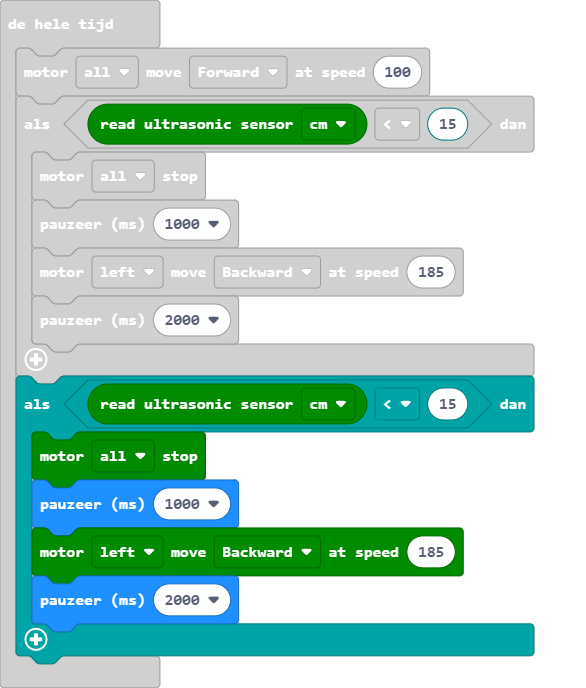 de hele tijd
motor all move Forward at speed 100
als read ultrasonic sensor cm < 15 dan
motor all stop
pauzeer (ms) 1000
motor left move Backward at speed 185
pauzeer (ms) 2000
als read ultrasonic sensor cm < 15 dan
motor all stop
pauzeer (ms) 1000
motor left move Backward at speed 185
pauzeer (ms) 2000